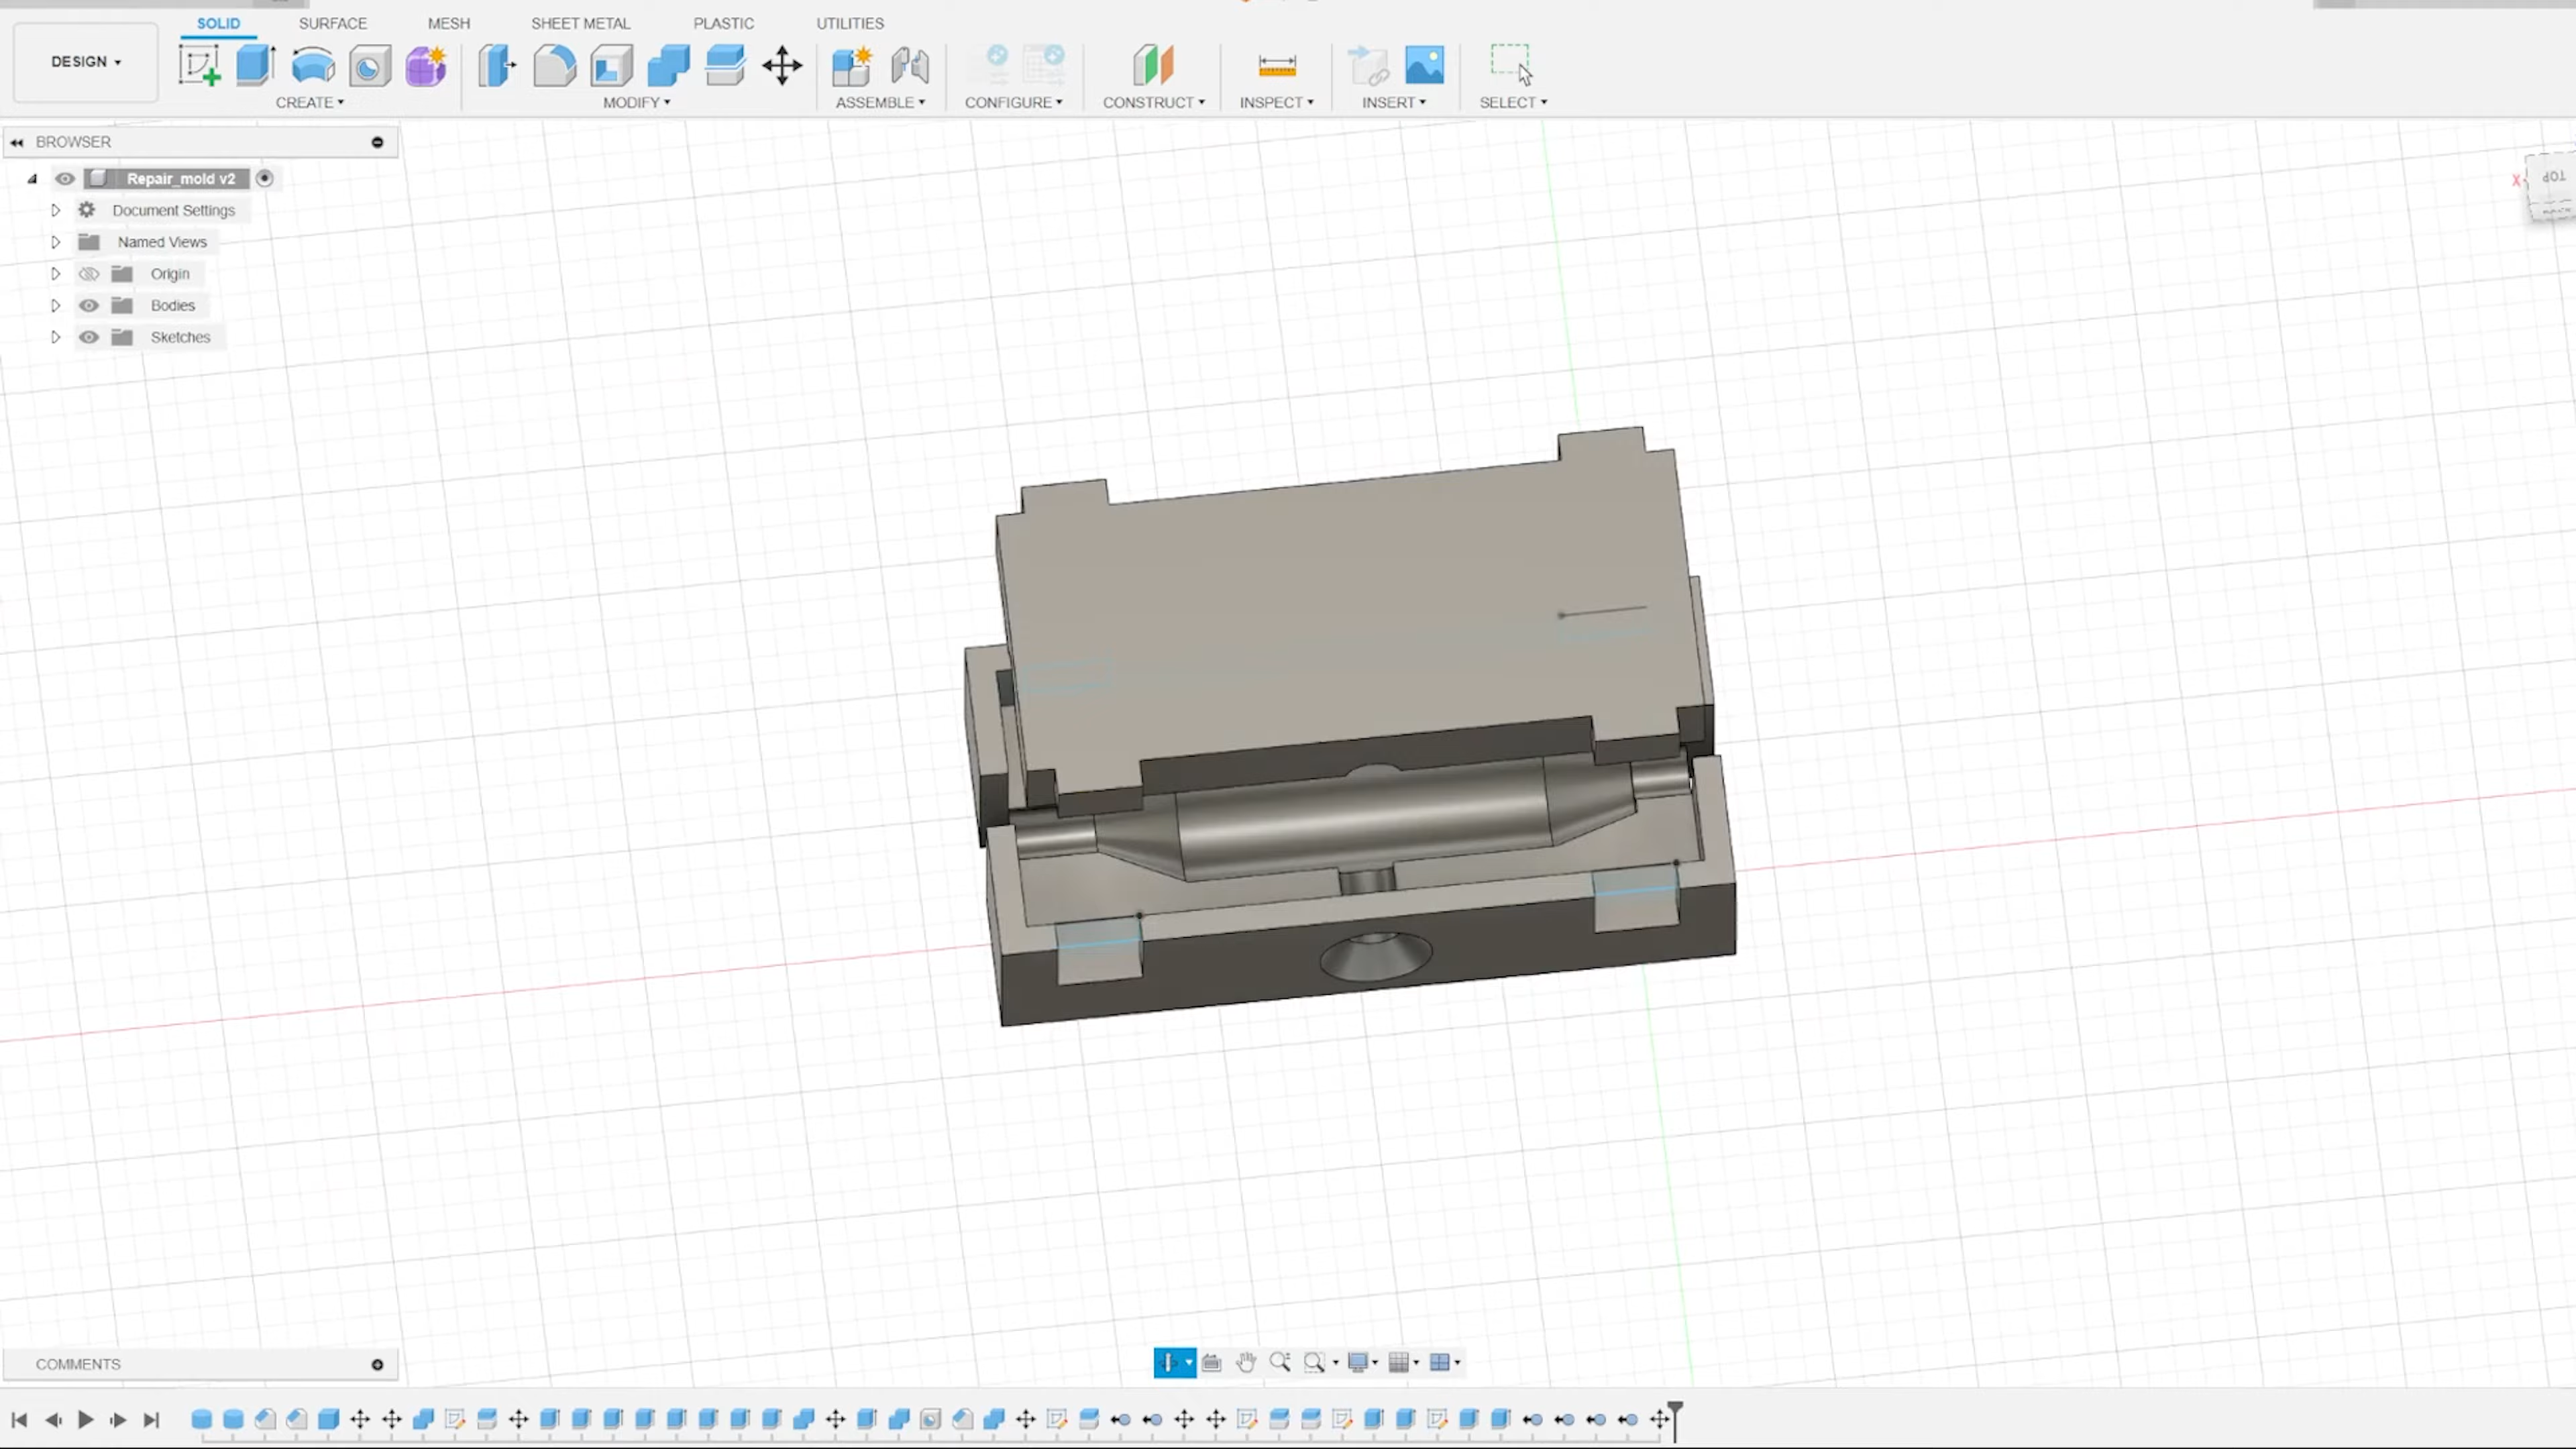 SOLID SURFACE MESH SHEET METAL PLASTIC UTILITIES
DESIGN
CREATE MODIFY ASSEMBLE CONFIGURE CONSTRUCT INSPECT INSERT SELECT
BROWSER
Repair_mold v2
Document Settings
Named Views
Origin
Bodies
Sketches
X
TOP
COMMENTS